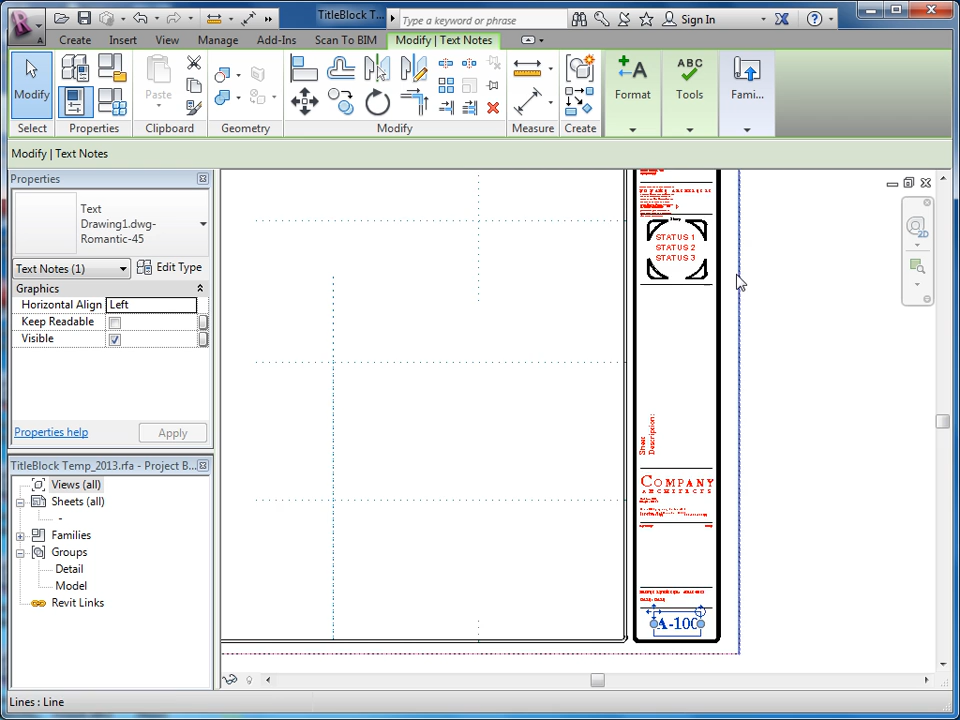 TitleBlock T...
Type a keyword or phrase
Sign In
Create
Insert
View
Manage
Add-Ins
Scan To BIM
Modify | Text Notes
Modify
Paste
Format
Tools
Fami...
Select
Properties
Clipboard
Geometry
Modify
Measure
Create
Modify | Text Notes
Properties
Text
Drawing1.dwg-
Romantic-45
Text Notes (1)
Edit Type
Graphics
Horizontal Align
Left
Keep Readable
Visible
Properties help
Apply
TitleBlock Temp_2013.rfa - Project B...
Views (all)
Sheets (all)
-
Families
Groups
Detail
Model
Revit Links
STATUS 1
STATUS 2
STATUS 3
Sheet
Description:
COMPANY
ARCHITECTS
A-100
2D
ABC
A
Lines : Line